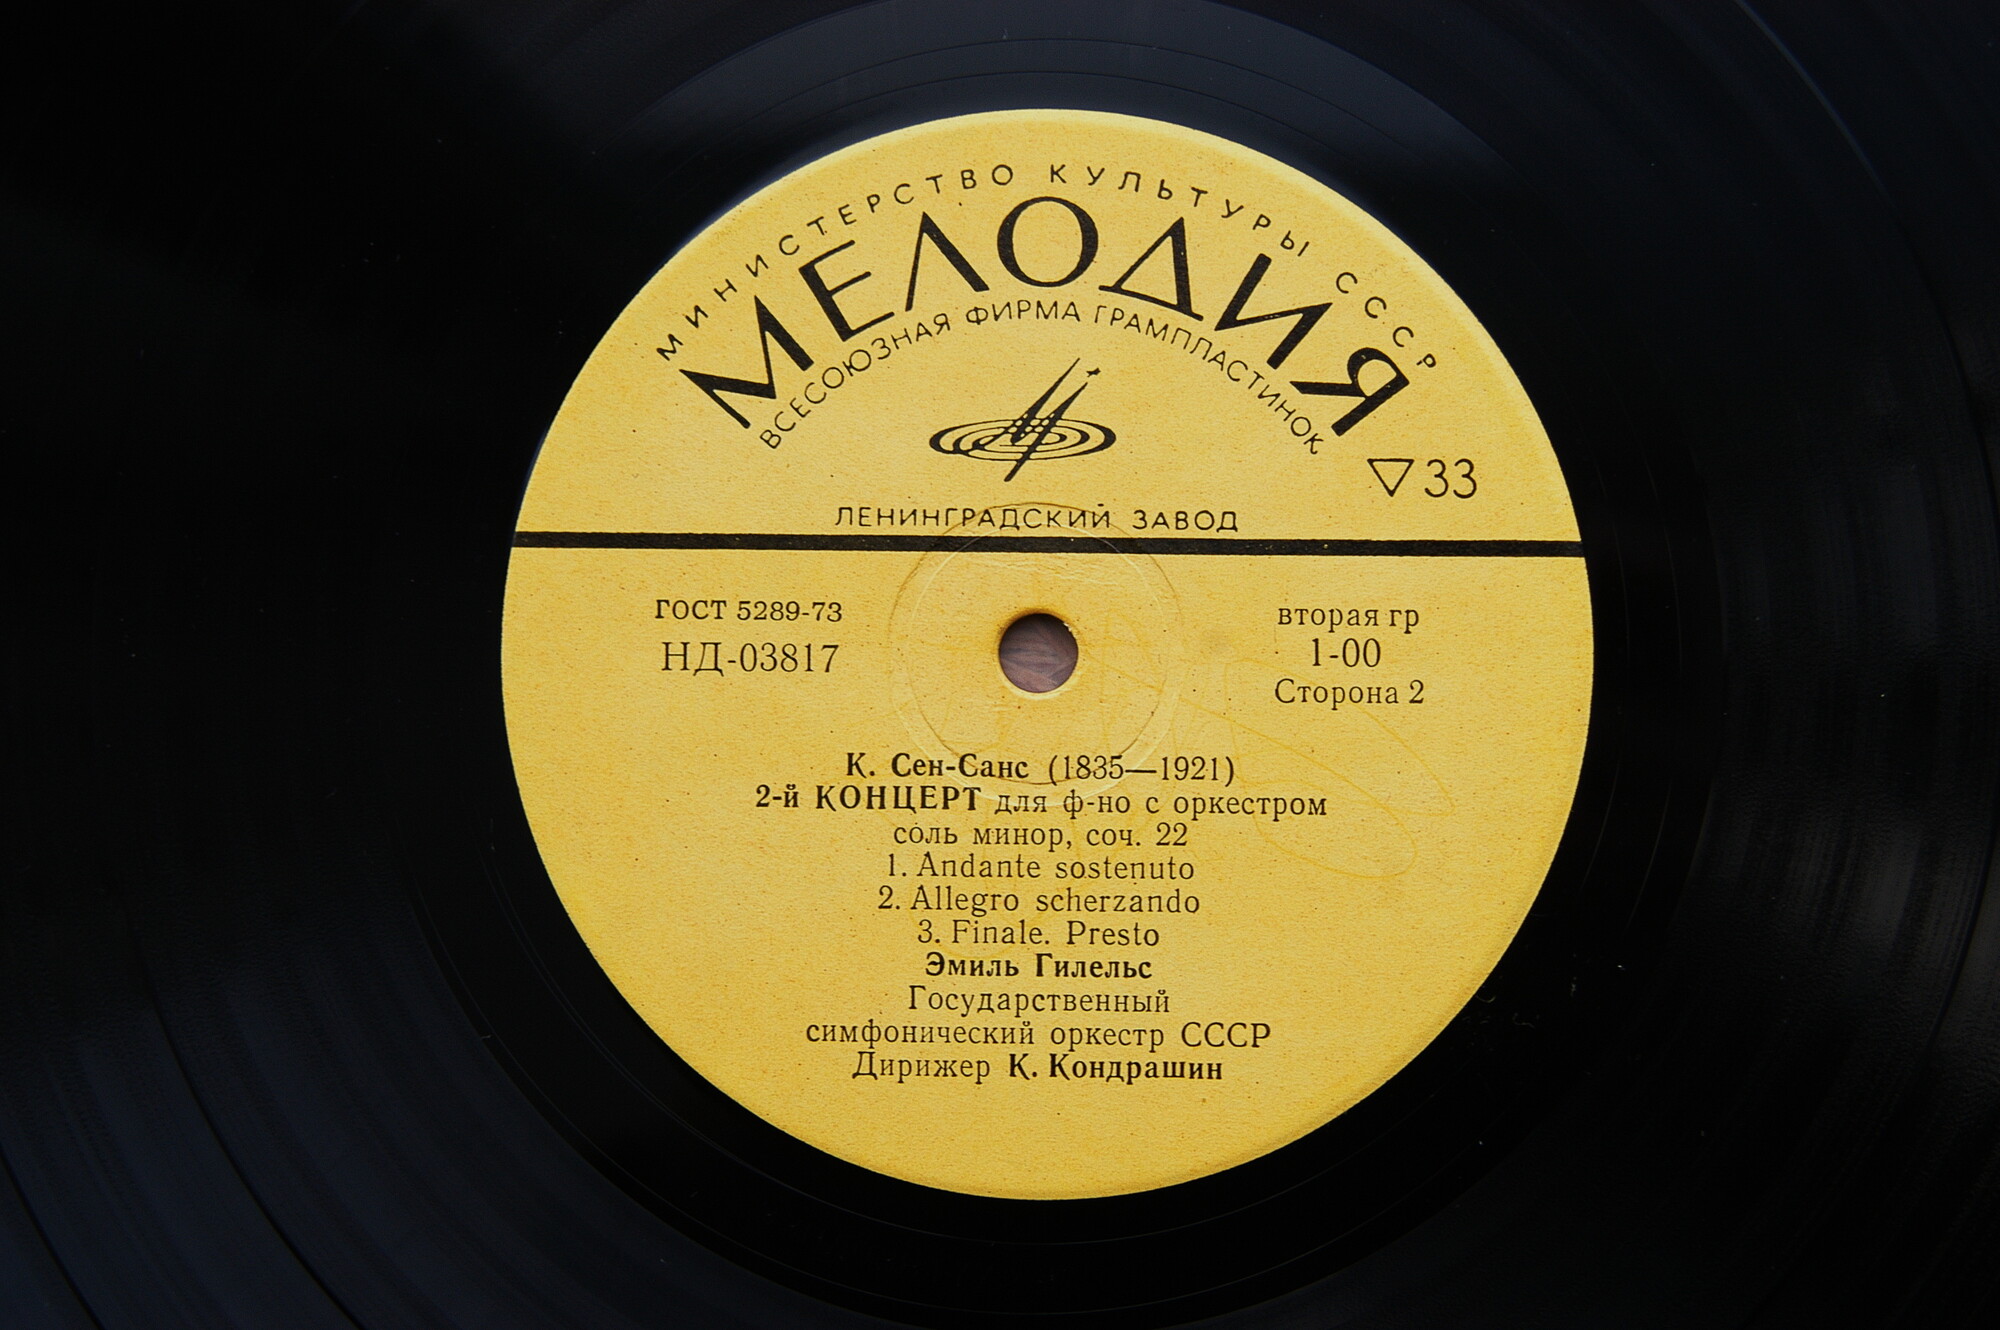 МИНИСТЕРСТВО КУЛЬТУРЫ СССР
МЕЛОДИЯ
ВСЕСОЮЗНАЯ ФИРМА ГРАМПЛАСТИНОК
▽33
ЛЕНИНГРАДСКИЙ ЗАВОД
ГОСТ 5289-73
НД-03817
вторая гр
1-00
Сторона 2
К. Сен-Санс (1835—1921)
2-й КОНЦЕРТ для ф-но с оркестром
соль минор, соч. 22
1. Andante sostenuto
2. Allegro scherzando
3. Finale. Presto
Эмиль Гилельс
Государственный
симфонический оркестр СССР
Дирижер К. Кондрашин